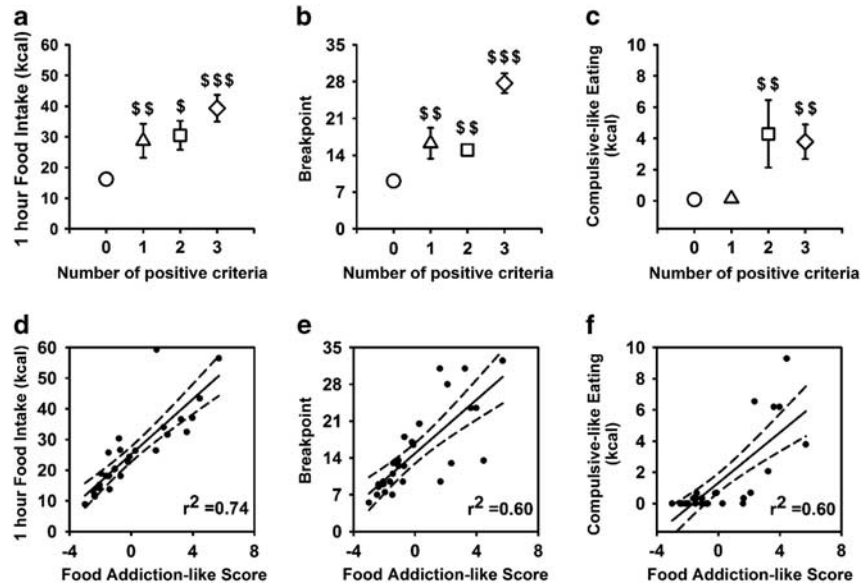 a
1 hour Food Intake (kcal)
60
50
40
30
20
10
0
$$
$
$$$
0 1 2 3
Number of positive criteria
b
Breakpoint
35
28
21
14
7
0
$$
$$
$$$
0 1 2 3
Number of positive criteria
c
Compulsive-like Eating
(kcal)
10
8
6
4
2
0
$$
$$
0 1 2 3
Number of positive criteria
d
1 hour Food Intake (kcal)
60
50
40
30
20
10
0
r² =0.74
-4 0 4 8
Food Addiction-like Score
e
Breakpoint
35
28
21
14
7
0
r² =0.60
-4 0 4 8
Food Addiction-like Score
f
Compulsive-like Eating
(kcal)
10
8
6
4
2
0
r² =0.60
-4 0 4 8
Food Addiction-like Score